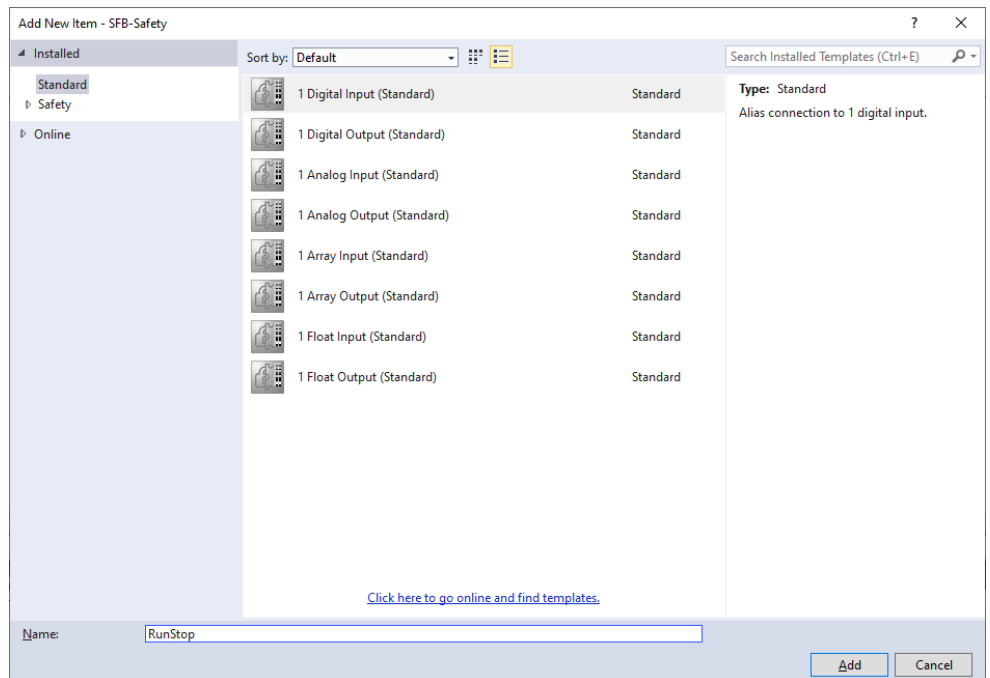 Add New Item - SFB-Safety
?
Installed
Sort by: Default
Search Installed Templates (Ctrl+E)
Standard
Safety
Online
1 Digital Input (Standard) Standard
1 Digital Output (Standard) Standard
1 Analog Input (Standard) Standard
1 Analog Output (Standard) Standard
1 Array Input (Standard) Standard
1 Array Output (Standard) Standard
1 Float Input (Standard) Standard
1 Float Output (Standard) Standard
Type: Standard
Alias connection to 1 digital input.
Click here to go online and find templates.
Name: RunStop
Add
Cancel